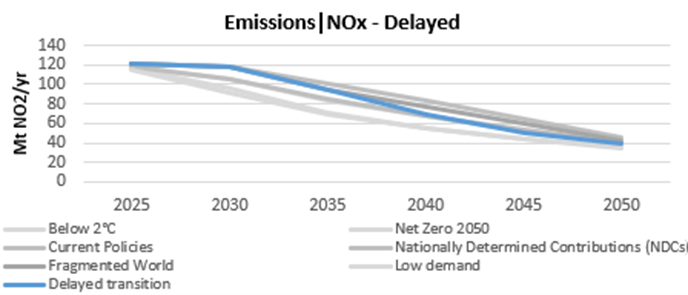 Emissions|NOx - Delayed
Mt NO2/yr
140
120
100
80
60
40
20
0
2025 2030 2035 2040 2045 2050
Below 2°C Net Zero 2050
Current Policies Nationally Determined Contributions (NDCs)
Fragmented World Low demand
Delayed transition